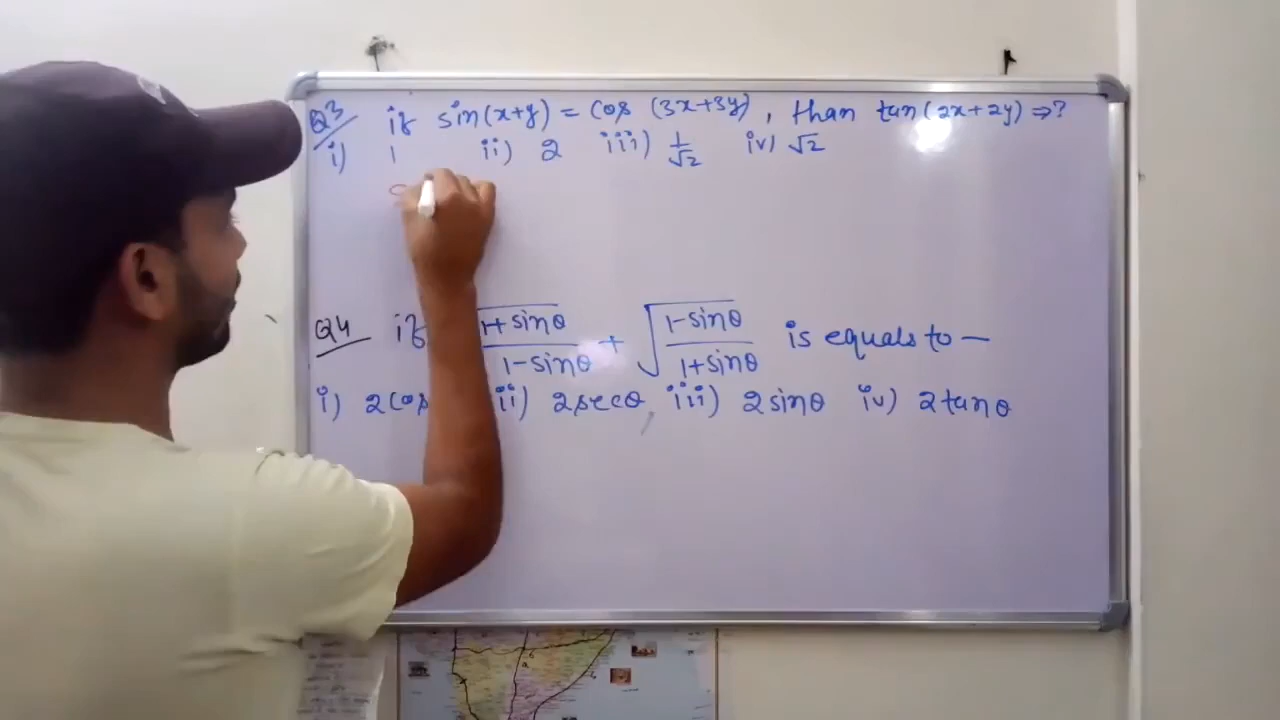 Q3 if sin(x+y) = cos (3x+3y), than tan(2x+2y) ⇒ ?
i) 1 ii) 2 iii) 1/√2 iv) √2
Q4 if √(1+sinθ/1-sinθ) + √(1-sinθ/1+sinθ) is equals to —
i) 2cos ii) 2secθ, iii) 2sinθ iv) 2tanθ